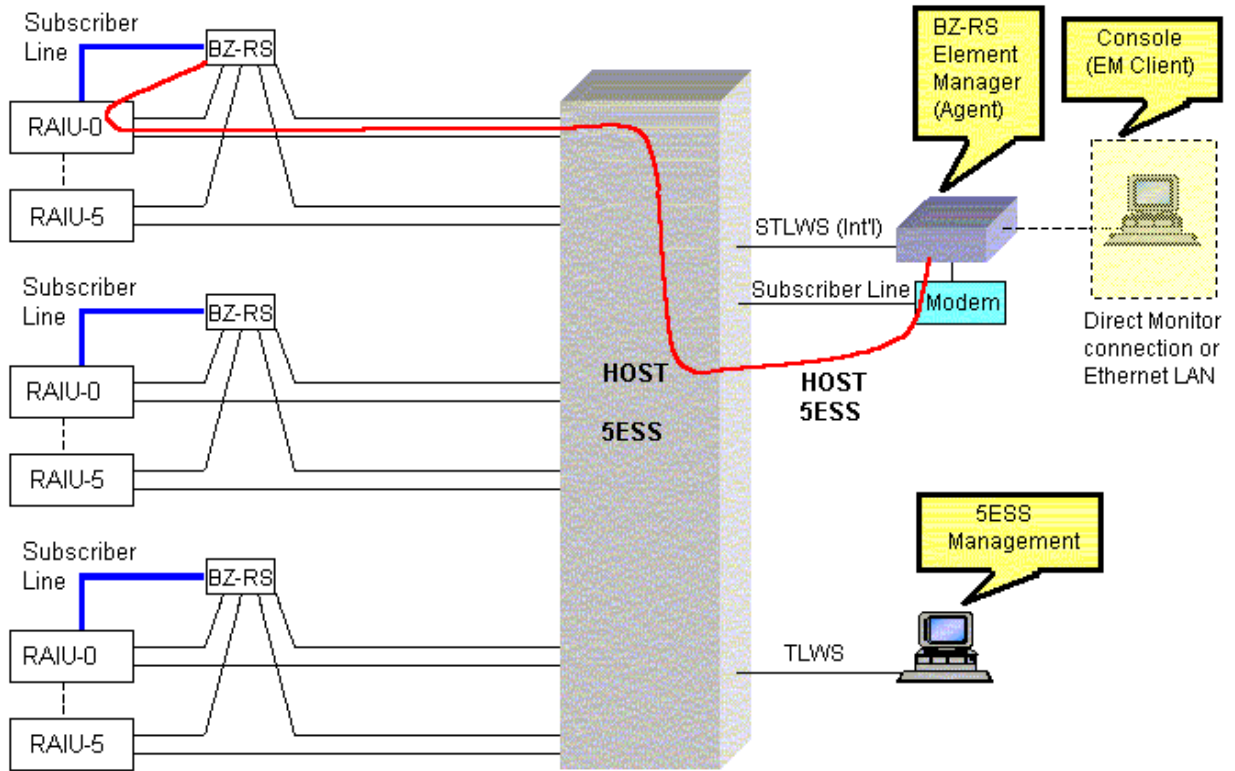 Subscriber
Line
BZ-RS
RAIU-0
RAIU-5
Subscriber
Line
BZ-RS
RAIU-0
RAIU-5
Subscriber
Line
BZ-RS
RAIU-0
RAIU-5
HOST
5ESS
BZ-RS
Element
Manager
(Agent)
Console
(EM Client)
STLWS (Int'l)
Subscriber Line
Modem
Direct Monitor
connection or
Ethernet LAN
HOST
5ESS
5ESS
Management
TLWS